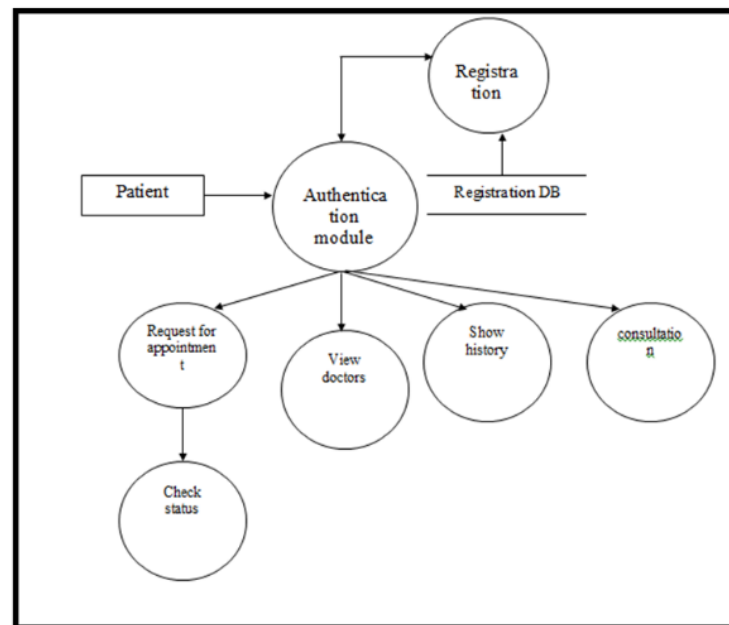 Registra
tion
Patient
Registration DB
Authentica
tion
module
Request for
appointmen
t
View
doctors
Show
history
consultatio
n
Check
status